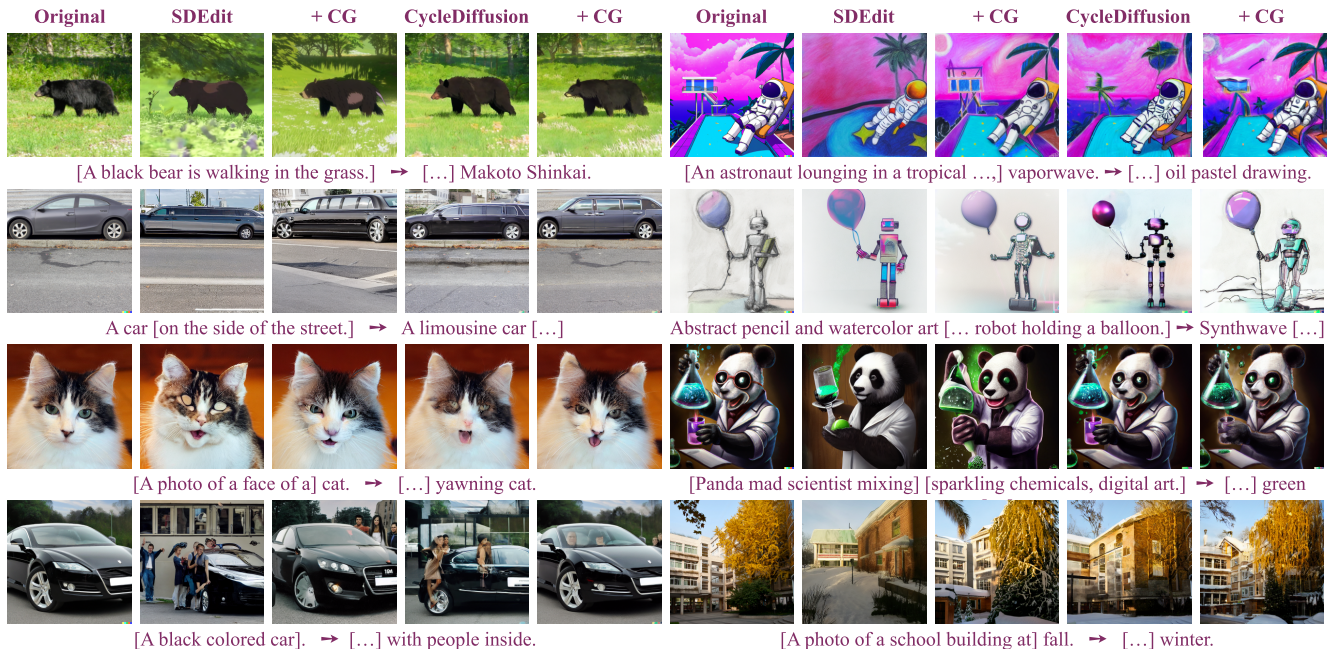 Original SDEdit + CG CycleDiffusion + CG Original SDEdit + CG CycleDiffusion + CG
[A black bear is walking in the grass.] → […] Makoto Shinkai.
[An astronaut lounging in a tropical …,] vaporwave. → […] oil pastel drawing.
A car [on the side of the street.] → A limousine car […]
Abstract pencil and watercolor art [… robot holding a balloon.] → Synthwave […]
[A photo of a face of a] cat. → […] yawning cat.
[Panda mad scientist mixing] [sparkling chemicals, digital art.] → […] green
[A black colored car]. → […] with people inside.
[A photo of a school building at] fall. → […] winter.